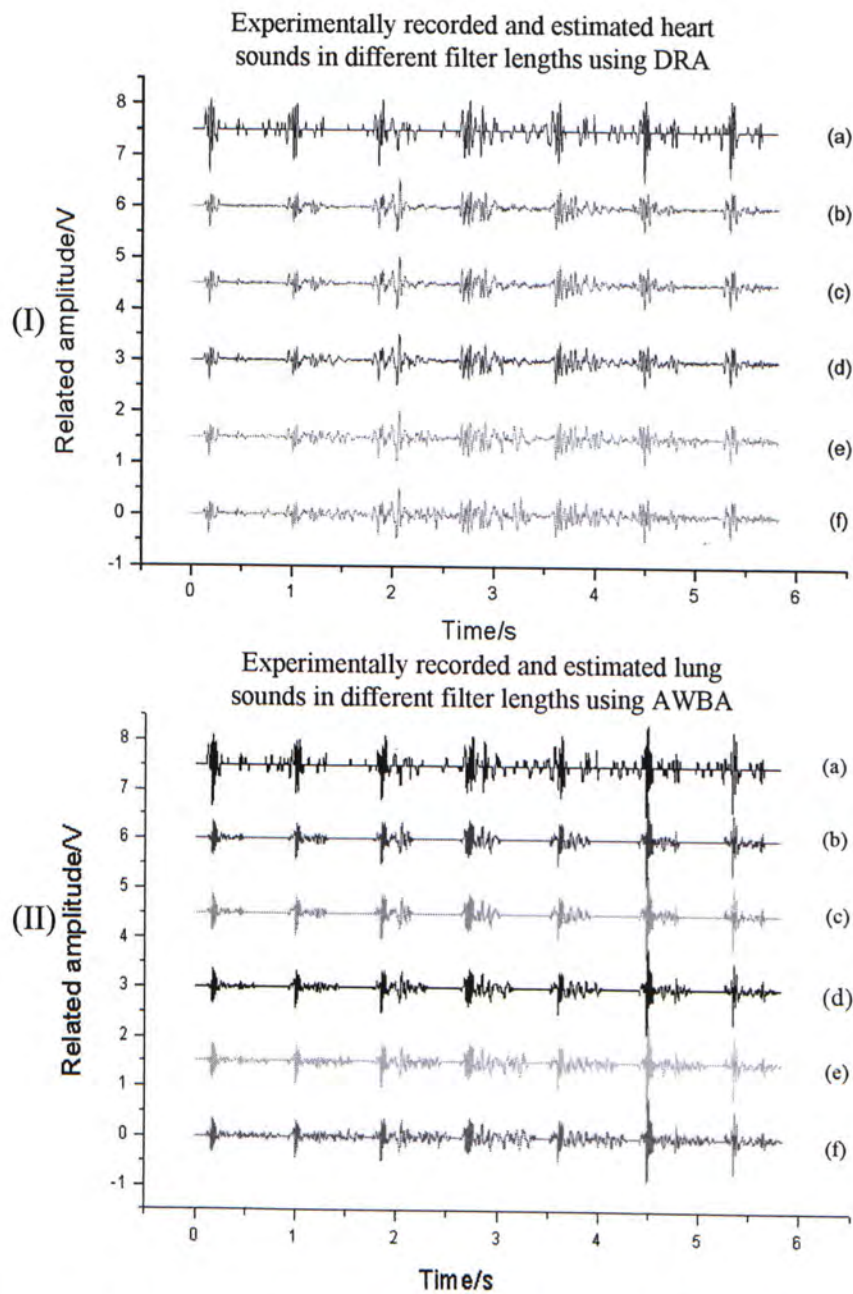 Experimentally recorded and estimated heart
sounds in different filter lengths using DRA
(I)
Related amplitude/V
8
7
6
5
4
3
2
1
0
-1
(a)
(b)
(c)
(d)
(e)
(f)
0 1 2 3 4 5 6
Time/s
Experimentally recorded and estimated lung
sounds in different filter lengths using AWBA
(II)
Related amplitude/V
8
7
6
5
4
3
2
1
0
-1
(a)
(b)
(c)
(d)
(e)
(f)
0 1 2 3 4 5 6
Time/s